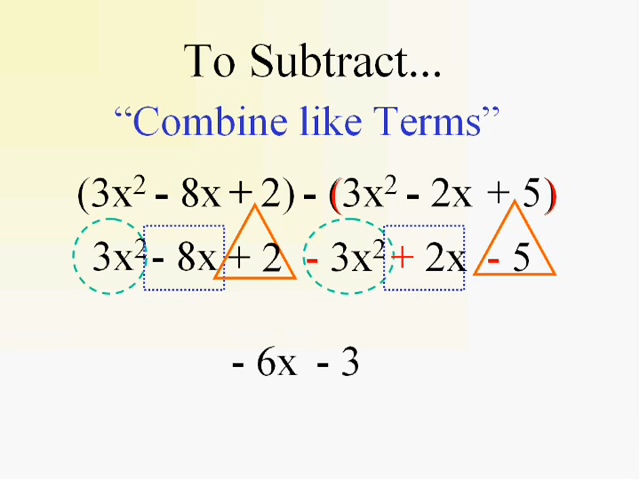 To Subtract...
“Combine like Terms”
(3x² - 8x + 2) - (3x² - 2x + 5)
3x² - 8x + 2 - 3x² + 2x - 5
- 6x - 3